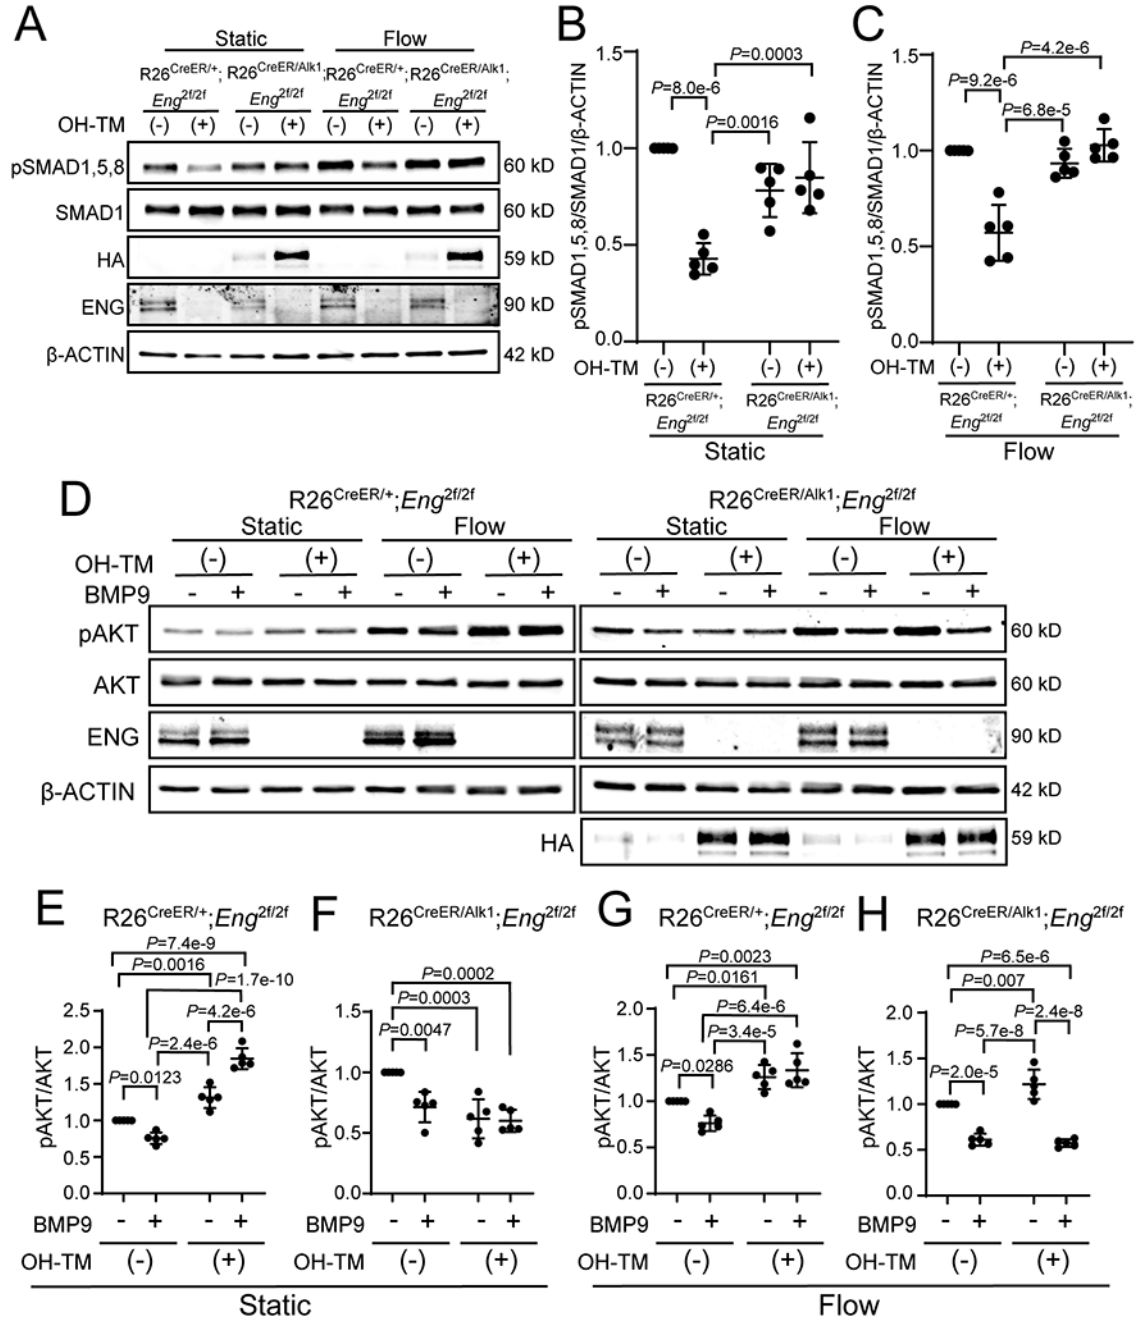 A
Static Flow
R26CreER/+; R26CreER/Alk1; R26CreER/+; R26CreER/Alk1;
Eng2f/2f Eng2f/2f Eng2f/2f Eng2f/2f
OH-TM (-) (+) (-) (+) (-) (+) (-) (+)
pSMAD1,5,8 60 kD
SMAD1 60 kD
HA 59 kD
ENG 90 kD
β-ACTIN 42 kD
B
pSMAD1,5,8/SMAD1/β-ACTIN
1.5
1.0
0.5
0.0
P=0.0003
P=8.0e-6
P=0.0016
OH-TM (-) (+) (-) (+)
R26CreER/+; R26CreER/Alk1;
Eng2f/2f Eng2f/2f
Static
C
pSMAD1,5,8/SMAD1/β-ACTIN
1.5
1.0
0.5
0.0
P=4.2e-6
P=9.2e-6
P=6.8e-5
OH-TM (-) (+) (-) (+)
R26CreER/+; R26CreER/Alk1;
Eng2f/2f Eng2f/2f
Flow
D
R26CreER/+;Eng2f/2f R26CreER/Alk1;Eng2f/2f
Static Flow Static Flow
OH-TM (-) (+) (-) (+) (-) (+) (-) (+)
BMP9 - + - + - + - + - + - + - + - +
pAKT 60 kD
AKT 60 kD
ENG 90 kD
β-ACTIN 42 kD
HA 59 kD
E
R26CreER/+;Eng2f/2f
P=7.4e-9
P=0.0016
P=1.7e-10
P=4.2e-6
P=2.4e-6
P=0.0123
pAKT/AKT
2.5
2.0
1.5
1.0
0.5
0.0
BMP9 - + - +
OH-TM (-) (+)
F
R26CreER/Alk1;Eng2f/2f
P=0.0002
P=0.0003
P=0.0047
pAKT/AKT
1.5
1.0
0.5
0.0
BMP9 - + - +
OH-TM (-) (+)
Static
G
R26CreER/+;Eng2f/2f
P=0.0023
P=0.0161
P=6.4e-6
P=3.4e-5
P=0.0286
pAKT/AKT
2.0
1.5
1.0
0.5
0.0
BMP9 - + - +
OH-TM (-) (+)
H
R26CreER/Alk1;Eng2f/2f
P=6.5e-6
P=0.007
P=2.4e-8
P=5.7e-8
P=2.0e-5
pAKT/AKT
2.0
1.5
1.0
0.5
0.0
BMP9 - + - +
OH-TM (-) (+)
Flow